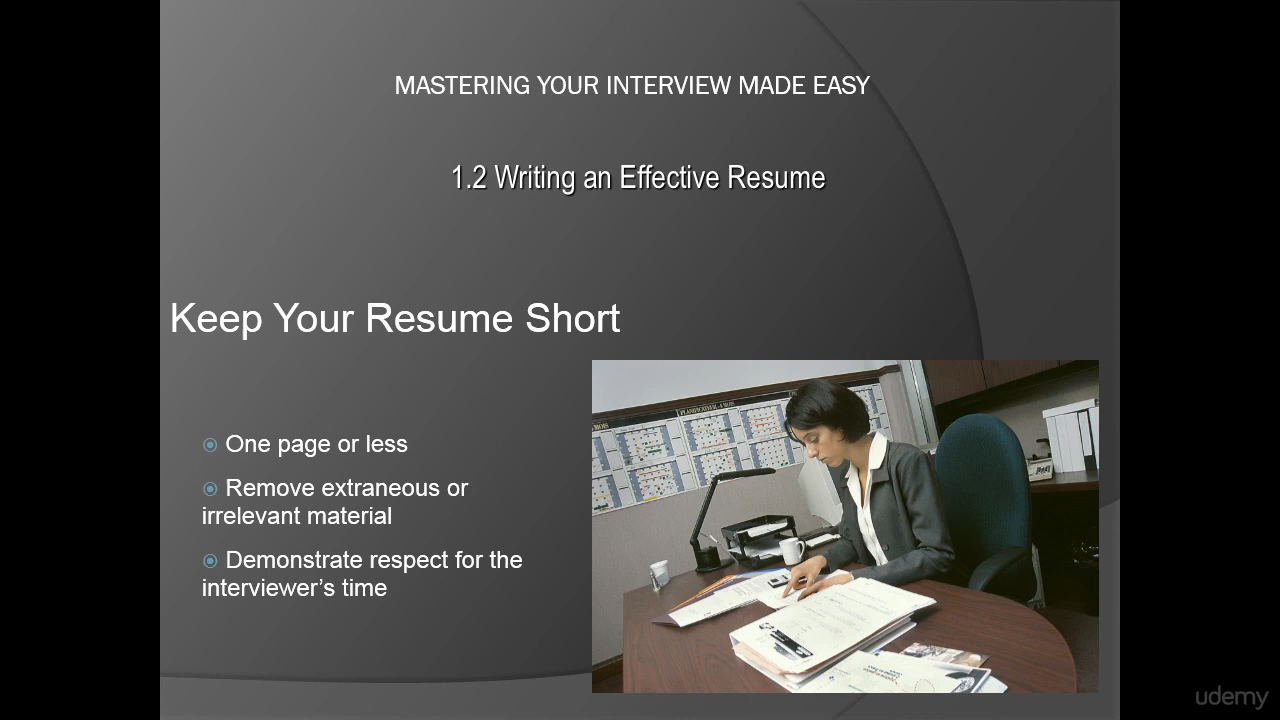 MASTERING YOUR INTERVIEW MADE EASY
1.2 Writing an Effective Resume
Keep Your Resume Short
One page or less
Remove extraneous or
irrelevant material
Demonstrate respect for the
interviewer’s time
udemy